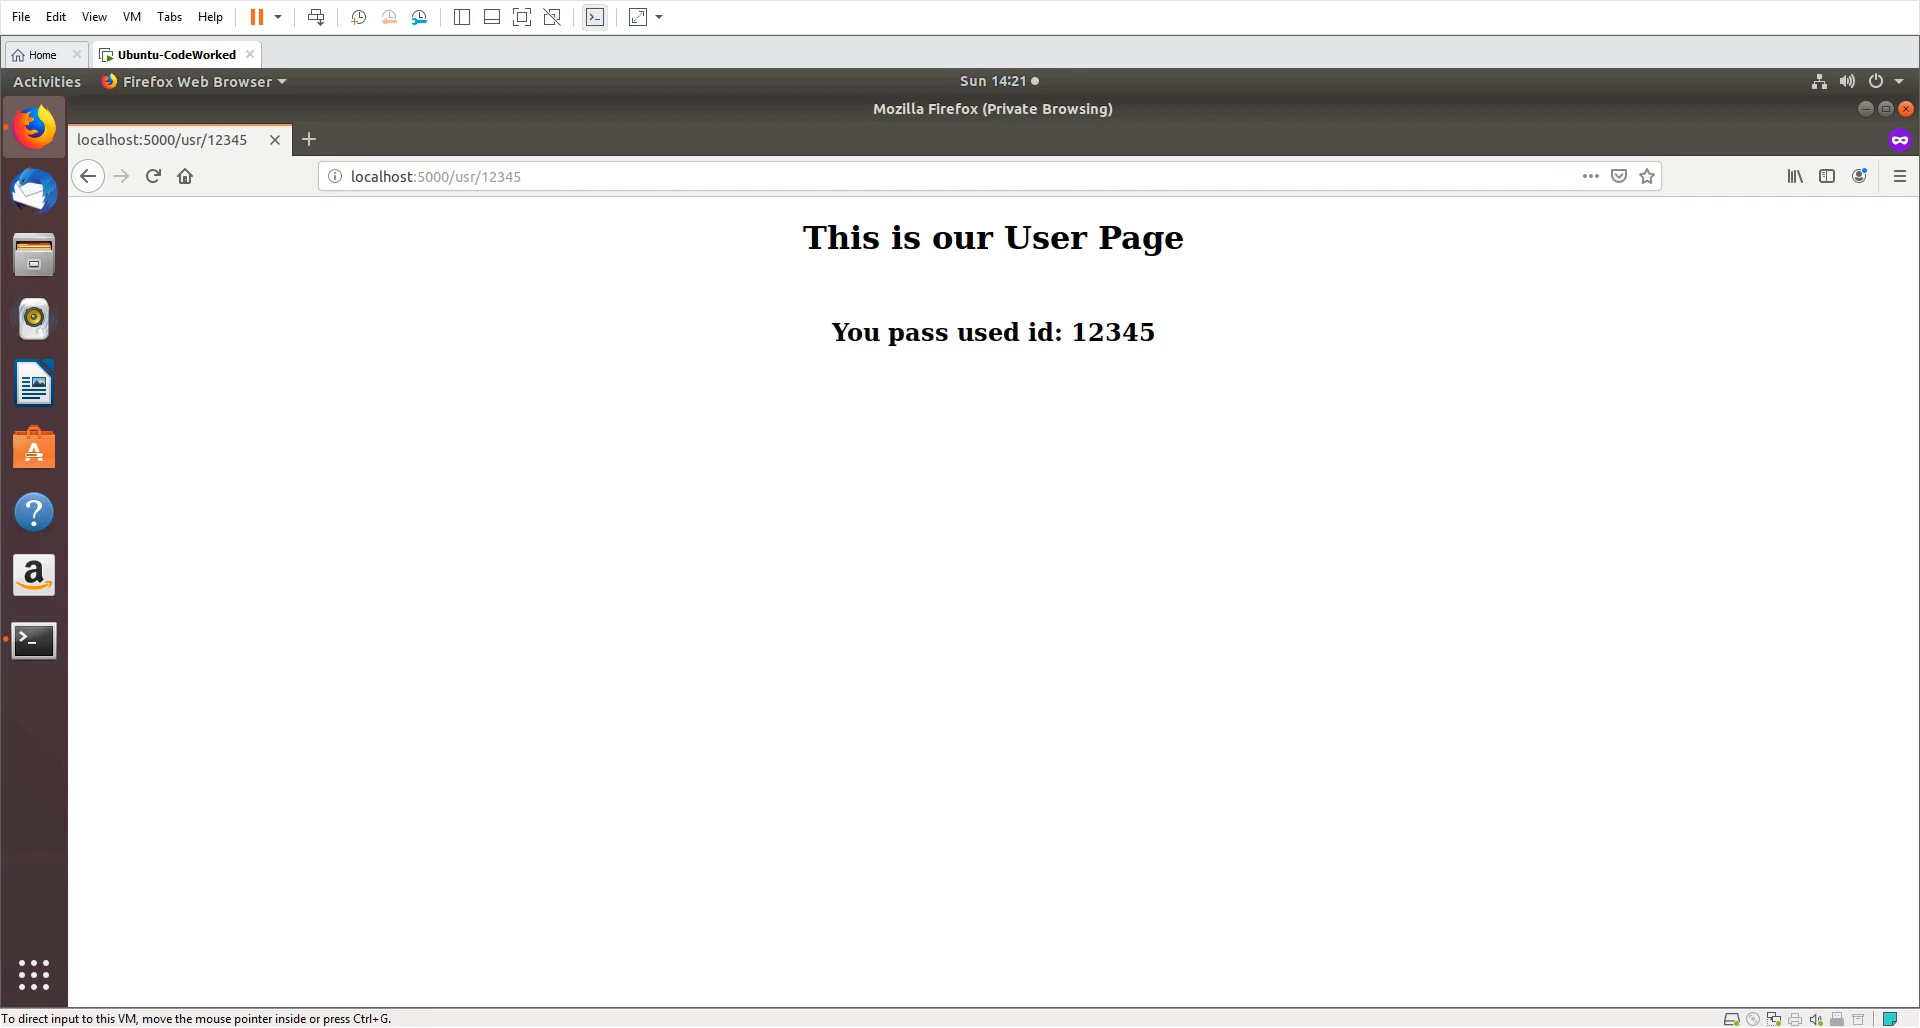 File Edit View VM Tabs Help
Home
Ubuntu-CodeWorked
Activities Firefox Web Browser Sun 14:21
Mozilla Firefox (Private Browsing)
localhost:5000/usr/12345
localhost:5000/usr/12345
This is our User Page
You pass used id: 12345
To direct input to this VM, move the mouse pointer inside or press Ctrl+G.